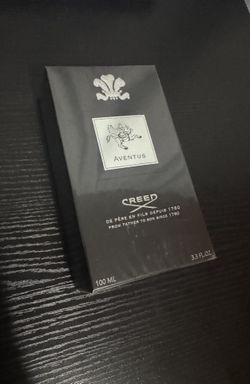 AVENTUS
CREED
DE PÈRE EN FILS DEPUIS 1760
FROM FATHER TO SON SINCE 1760
100 ML
3.3 FL.OZ.